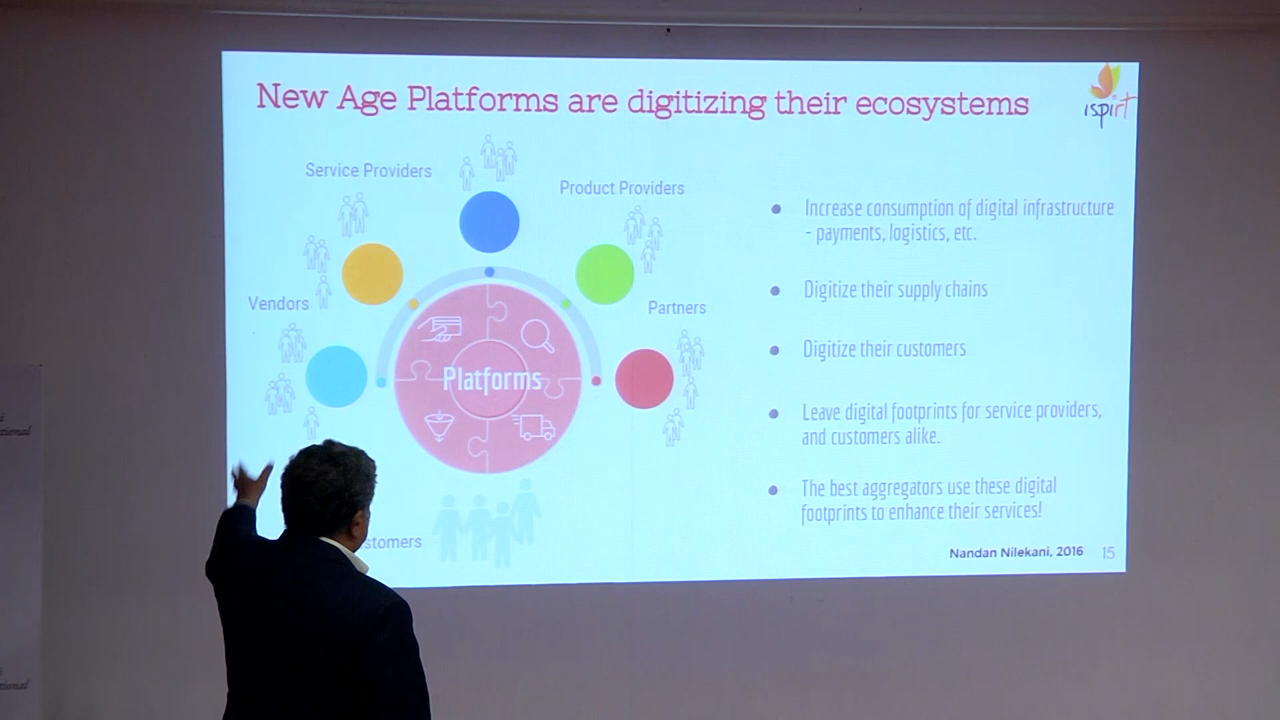 New Age Platforms are digitizing their ecosystems
ispirt
Service Providers
Product Providers
Vendors
Partners
Platforms
stomers
Increase consumption of digital infrastructure
- payments, logistics, etc.
Digitize their supply chains
Digitize their customers
Leave digital footprints for service providers,
and customers alike.
The best aggregators use these digital
footprints to enhance their services!
Nandan Nilekani, 2016 15